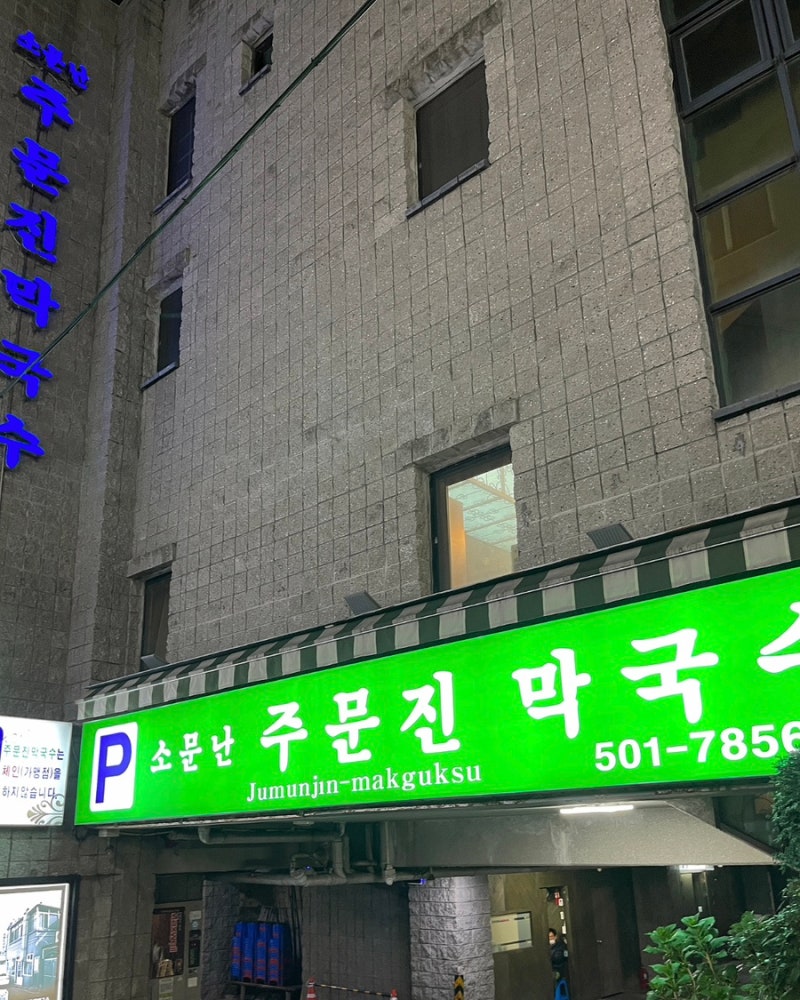 소문난
주문진막국수
P 소문난 주문진 막국수
Jumunjin-makguksu
501-7856
주문진막국수는
체인(가맹점)을
하지않습니다